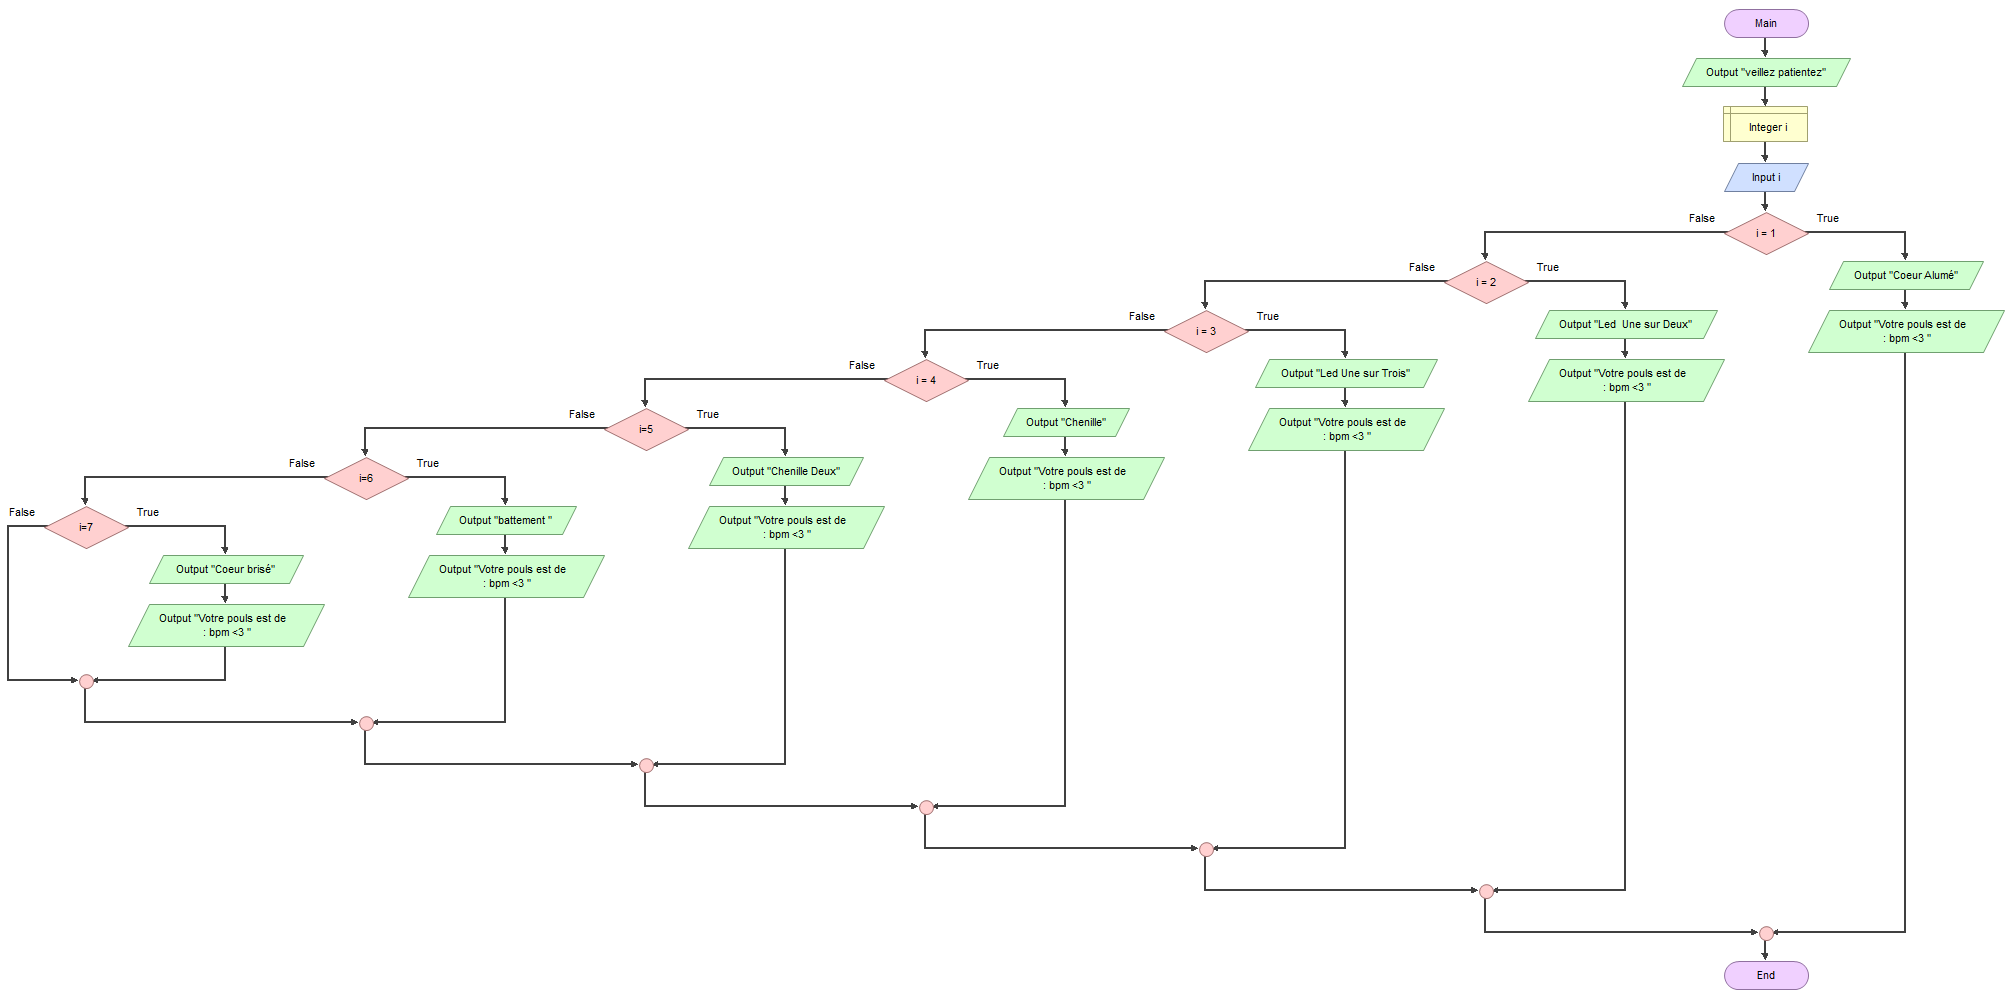 Main
Output "veillez patientez"
Integer i
Input i
False
True
i = 1
False
True
i = 2
Output "Coeur Alumé"
False
True
i = 3
Output "Led  Une sur Deux"
Output "Votre pouls est de
: bpm <3 "
False
True
i = 4
Output "Led Une sur Trois"
Output "Votre pouls est de
: bpm <3 "
False
True
i=5
Output "Chenille"
Output "Votre pouls est de
: bpm <3 "
False
True
i=6
Output "Chenille Deux"
Output "Votre pouls est de
: bpm <3 "
False
True
i=7
Output "battement "
Output "Votre pouls est de
: bpm <3 "
Output "Coeur brisé"
Output "Votre pouls est de
: bpm <3 "
Output "Votre pouls est de
: bpm <3 "
End